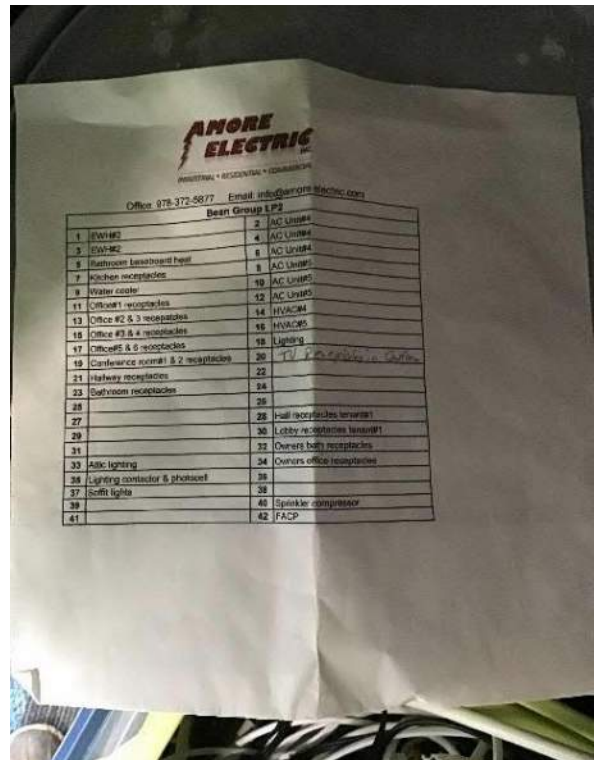 AMORE
ELECTRIC
INC
INDUSTRIAL • RESIDENTIAL • COMMERCIAL
Office: 978-372-5877 Email: info@amore-electric.com
Bean Group LP2
1 EWH#2 2 AC Unit#4
3 EWH#2 4 AC Unit#4
5 Bathroom baseboard heat 6 AC Unit#4
7 Kitchen receptacles 8 AC Unit#5
9 Water cooler 10 AC Unit#5
11 Office#1 receptacles 12 AC Unit#5
13 Office #2 & 3 receptacles 14 HVAC#4
15 Office #3 & 4 receptacles 16 HVAC#5
17 Office#5 & 6 receptacles 18 Lighting
19 Conference room#1 & 2 receptacles 20 TV
21 Hallway receptacles 22
23 Bathroom receptacles 24
25 26
27 28 Hall receptacles tenant#1
29 30 Lobby receptacles tenant#1
31 32 Owners bath receptacles
33 Attic lighting 34 Owners office receptacles
35 Lighting contactor & photocell 36
37 Soffit lights 38
39 40 Sprinkler compressor
41 42 FACP